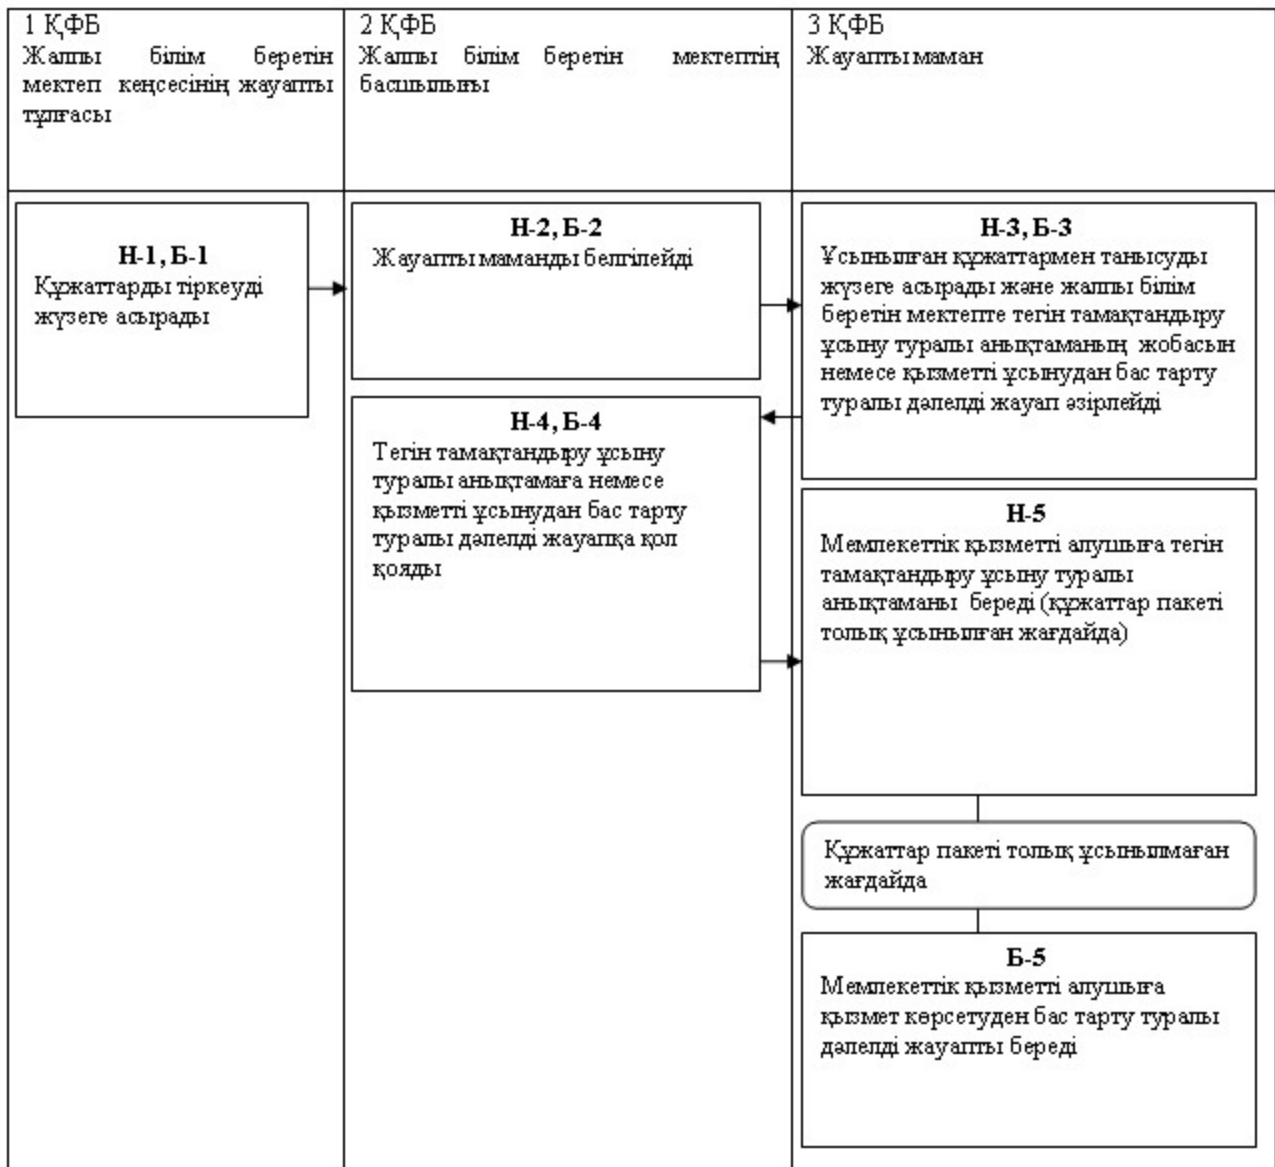 1 ҚФБ
Жалпы білім беретін
мектеп кеңсесінің жауапты
тұлғасы
2 ҚФБ
Жалпы білім беретін мектептің
басшылығы
3 ҚФБ
Жауапты маман
Н-1, Б-1
Құжаттарды тіркеуді
жүзеге асырады
Н-2, Б-2
Жауапты маманды белгілейді
Н-3, Б-3
Ұсынылған құжаттармен танысуды
жүзеге асырады және жалпы білім
беретін мектепте тегін тамақтандыру
ұсыну туралы анықтаманың жобасын
немесе қызметті ұсынудан бас тарту
туралы дәлелді жауап әзірлейді
Н-4, Б-4
Тегін тамақтандыру ұсыну
туралы анықтамаға немесе
қызметті ұсынудан бас тарту
туралы дәлелді жауапқа қол
қояды
Н-5
Мемлекеттік қызметті алушыға тегін
тамақтандыру ұсыну туралы
анықтаманы береді (құжаттар пакеті
толық ұсынылған жағдайда)
Құжаттар пакеті толық ұсынылмаған
жағдайда
Б-5
Мемлекеттік қызметті алушыға
қызмет көрсетуден бас тарту туралы
дәлелді жауапты береді